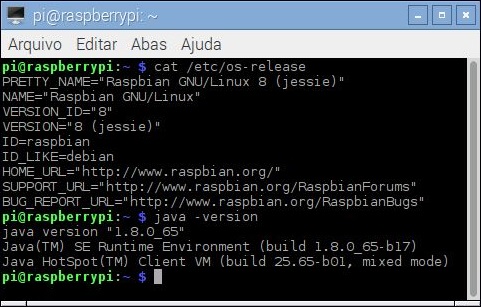 pi@raspberrypi: ~
Arquivo Editar Abas Ajuda
pi@raspberrypi:~ $ cat /etc/os-release
PRETTY_NAME="Raspbian GNU/Linux 8 (jessie)"
NAME="Raspbian GNU/Linux"
VERSION_ID="8"
VERSION="8 (jessie)"
ID=raspbian
ID_LIKE=debian
HOME_URL="http://www.raspbian.org/"
SUPPORT_URL="http://www.raspbian.org/RaspbianForums"
BUG_REPORT_URL="http://www.raspbian.org/RaspbianBugs"
pi@raspberrypi:~ $ java -version
java version "1.8.0_65"
Java(TM) SE Runtime Environment (build 1.8.0_65-b17)
Java HotSpot(TM) Client VM (build 25.65-b01, mixed mode)
pi@raspberrypi:~ $